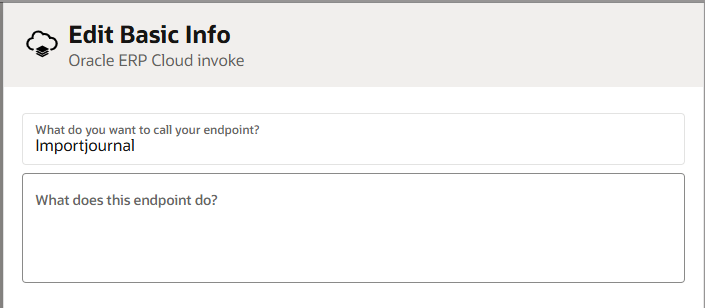 Edit Basic Info
Oracle ERP Cloud invoke
What do you want to call your endpoint?
Importjournal
What does this endpoint do?